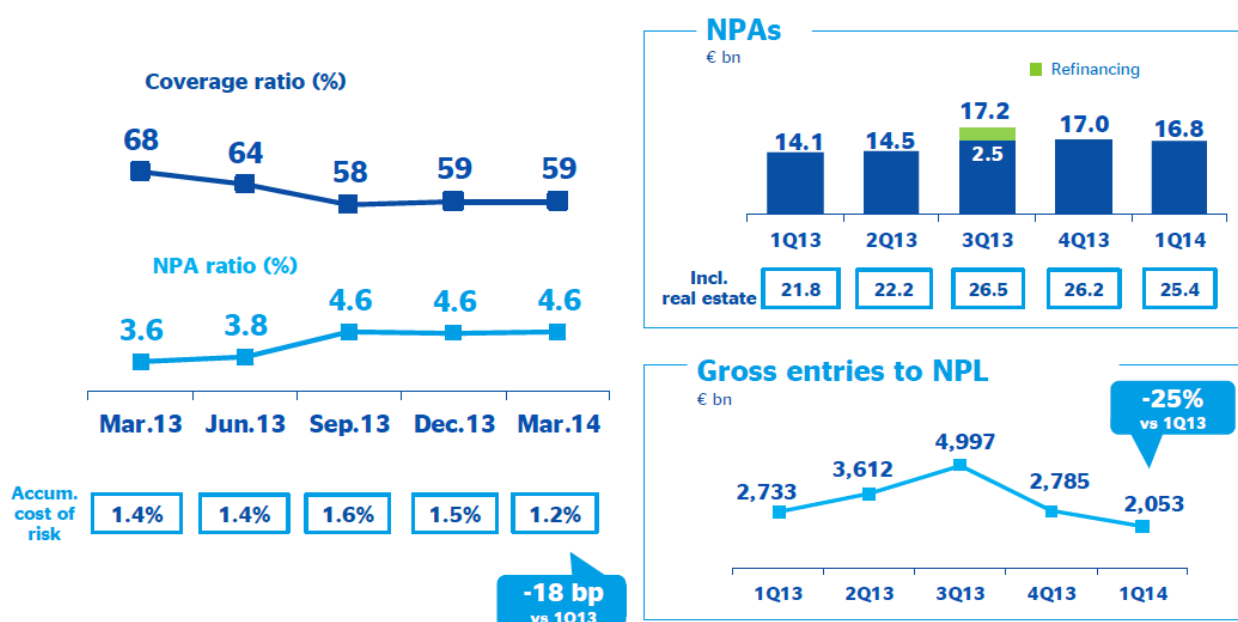 Coverage ratio (%)
68 64 58 59 59
NPA ratio (%)
3.6 3.8 4.6 4.6 4.6
Mar.13 Jun.13 Sep.13 Dec.13 Mar.14
Accum.
cost of
risk
1.4% 1.4% 1.6% 1.5% 1.2%
-18 bp
vs 1Q13
NPAs
€ bn
Refinancing
14.1 14.5 17.2 17.0 16.8
2.5
1Q13 2Q13 3Q13 4Q13 1Q14
Incl.
real estate
21.8 22.2 26.5 26.2 25.4
Gross entries to NPL
€ bn
-25%
vs 1Q13
2,733 3,612 4,997 2,785 2,053
1Q13 2Q13 3Q13 4Q13 1Q14